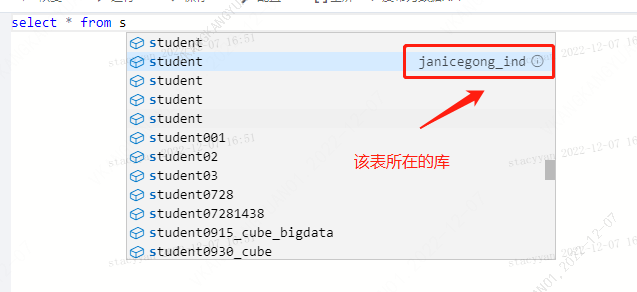 select * from s
student
student janicegong_ind
student
student
student
student001
student02
student03
student0728
student07281438
student0915_cube_bigdata
student0930_cube
该表所在的库